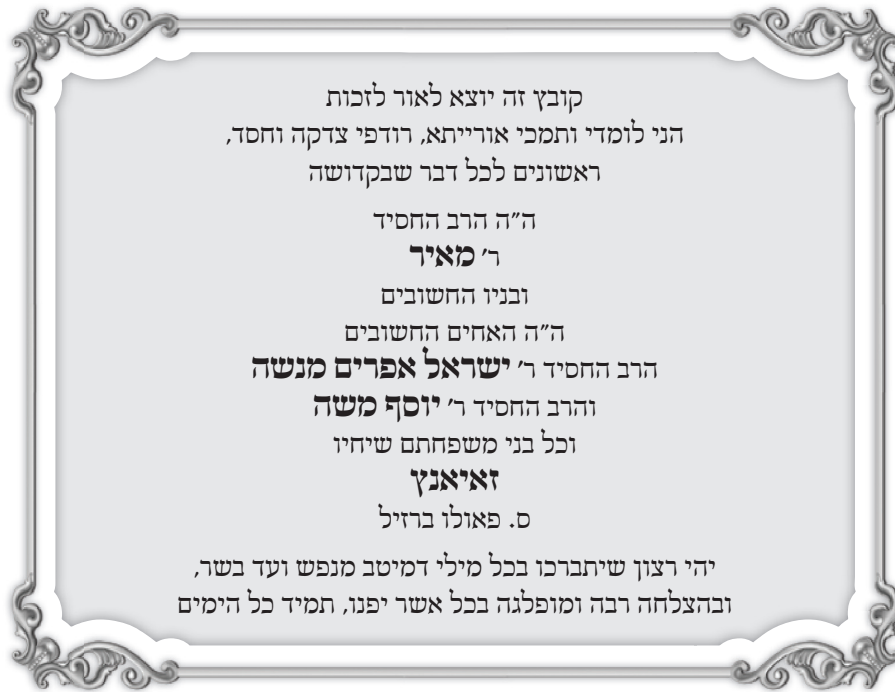 קובץ זה יוצא לאור לזכות
הני לומדי ותמכי אורייתא, רודפי צדקה וחסד,
ראשונים לכל דבר שבקדושה
ה״ה הרב החסיד
ר׳ מאיר
ובניו החשובים
ה״ה האחים החשובים
הרב החסיד ר׳ ישראל אפרים מנשה
והרב החסיד ר׳ יוסף משה
וכל בני משפחתם שיחיו
זאיאנץ
ס. פאולו ברזיל
יהי רצון שיתברכו בכל מילי דמיטב מנפש ועד בשר,
ובהצלחה רבה ומופלגה בכל אשר יפנו, תמיד כל הימים